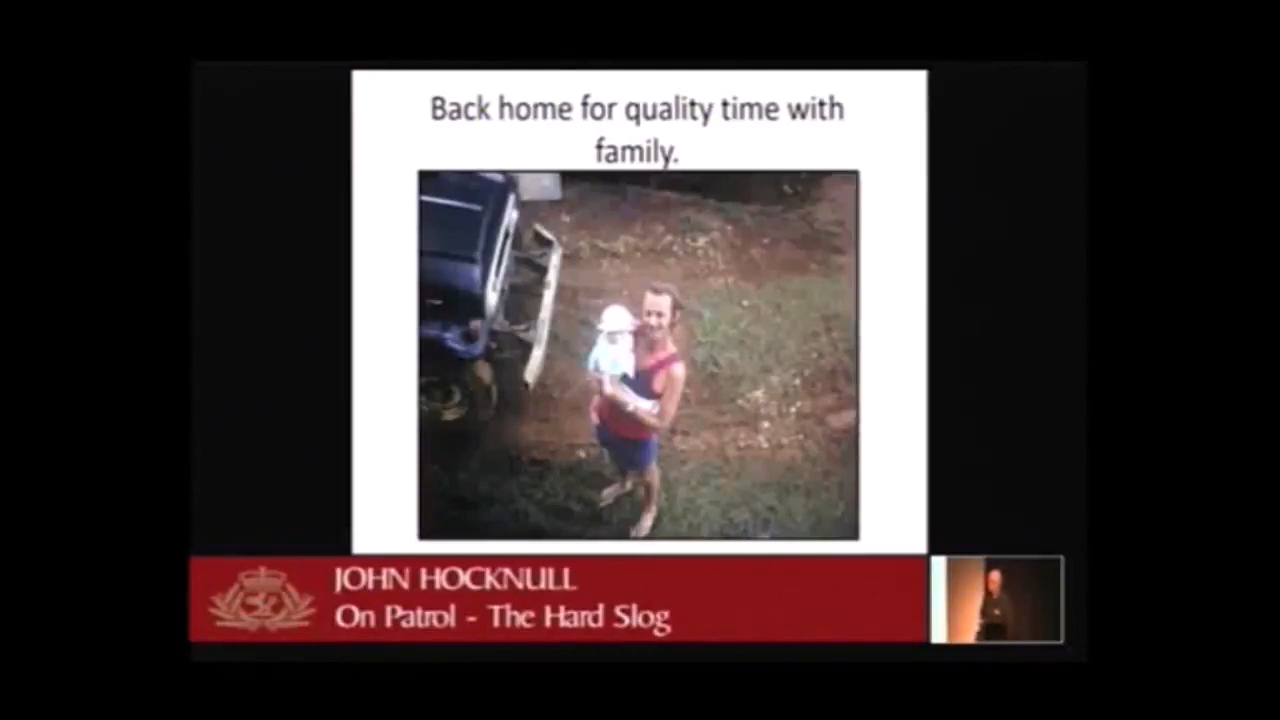 Back home for quality time with
family.
JOHN HOCKNULL
On Patrol - The Hard Slog